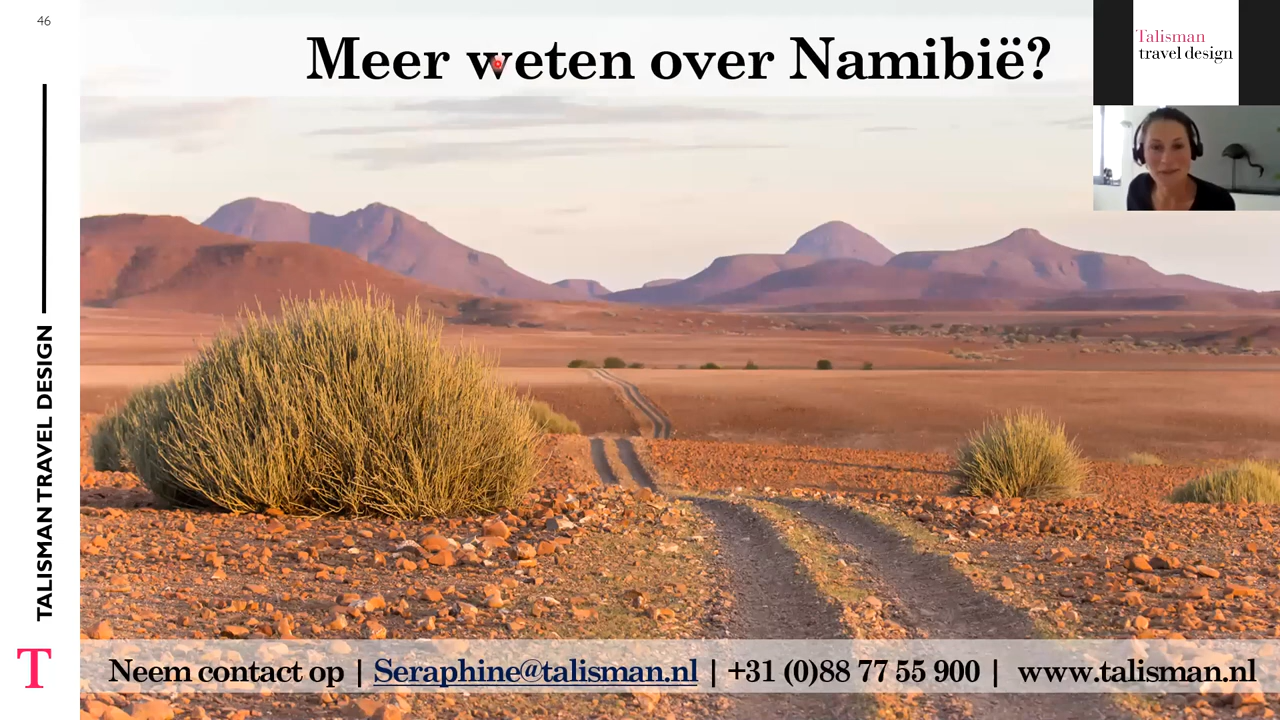 46
Meer weten over Namibië?
Talisman
travel design
TALISMAN TRAVEL DESIGN
T
Neem contact op | Seraphine@talisman.nl | +31 (0)88 77 55 900 | www.talisman.nl